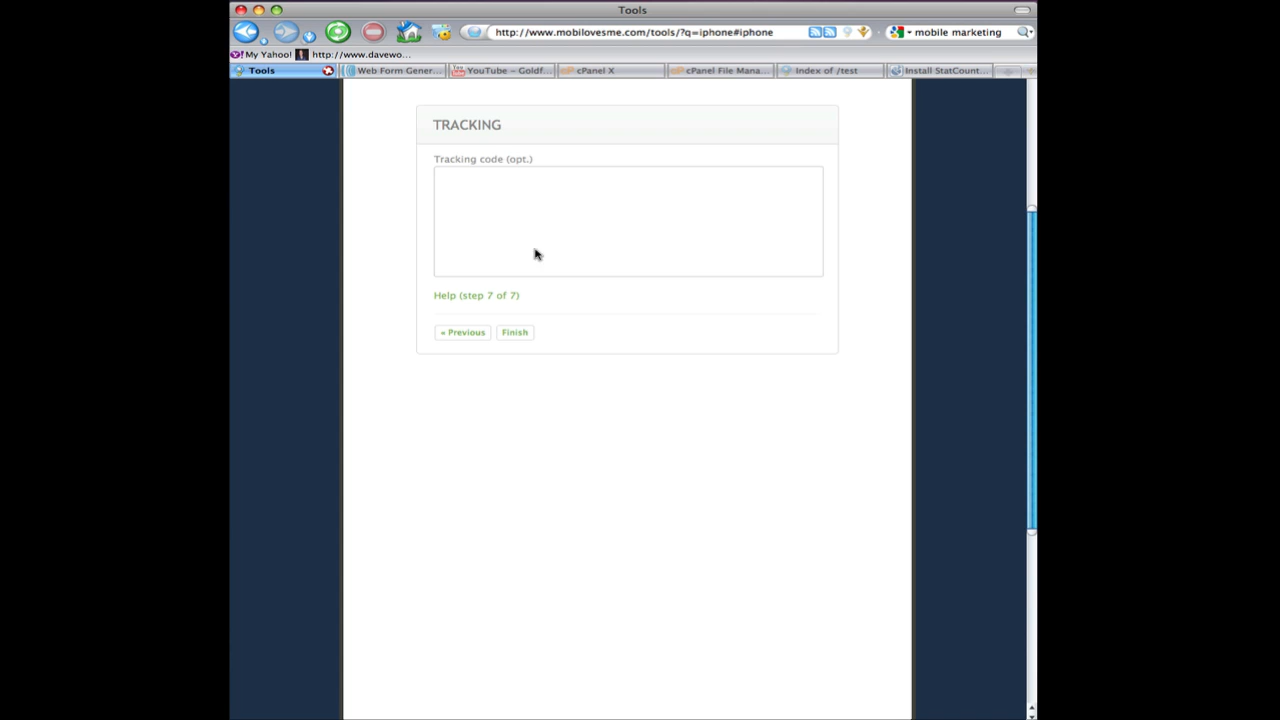 Tools
http://www.mobilovesme.com/tools/?q=iphone#iphone
mobile marketing
My Yahoo!
http://www.davewo...
Tools
Web Form Gener...
YouTube – Goldf...
cPanel X
cPanel File Mana...
Index of /test
Install StatCount...
TRACKING
Tracking code (opt.)
Help (step 7 of 7)
« Previous
Finish